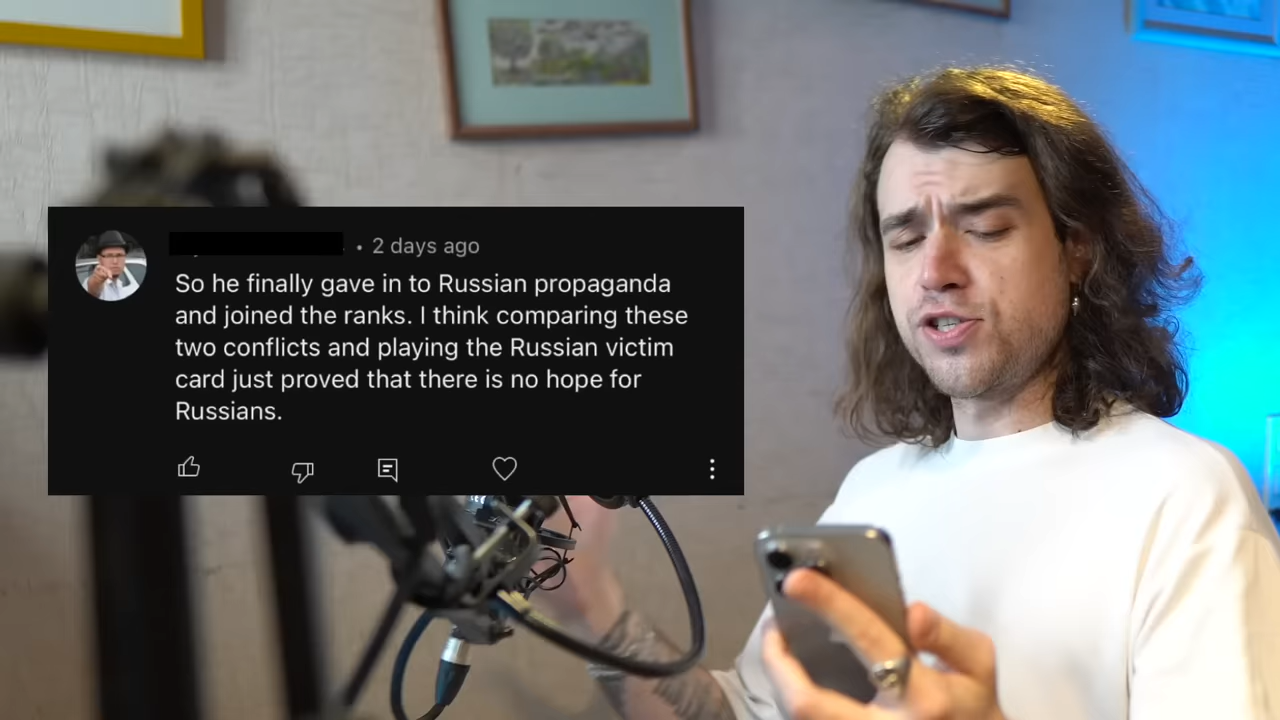 • 2 days ago
So he finally gave in to Russian propaganda
and joined the ranks. I think comparing these
two conflicts and playing the Russian victim
card just proved that there is no hope for
Russians.